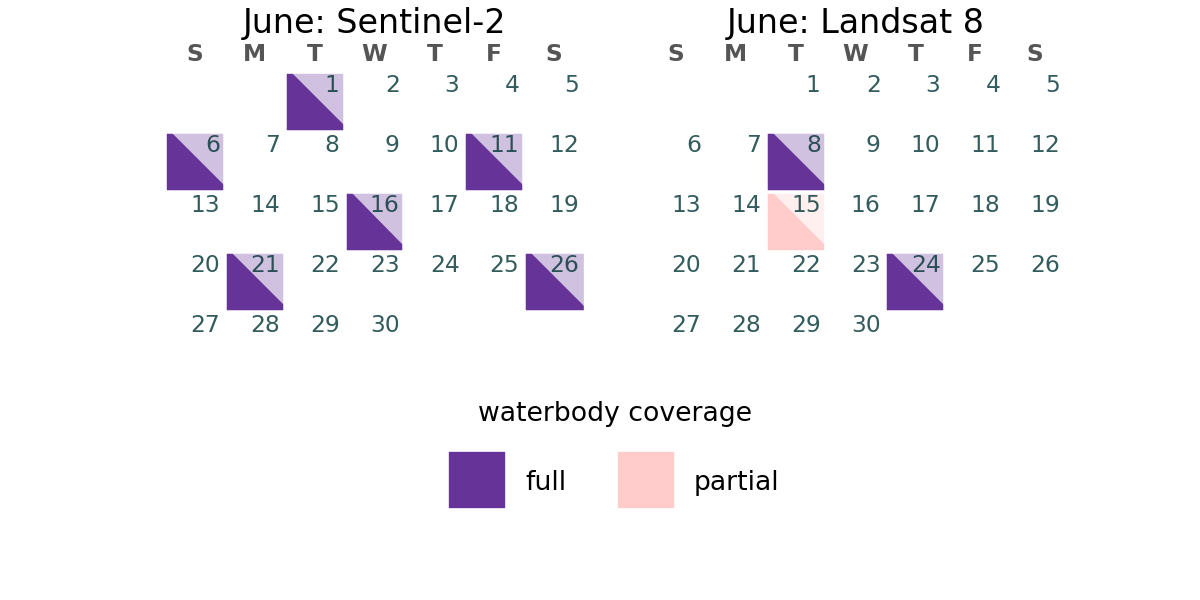 June: Sentinel-2
S M T W T F S
1 2 3 4 5
6 7 8 9 10 11 12
13 14 15 16 17 18 19
20 21 22 23 24 25 26
27 28 29 30
June: Landsat 8
S M T W T F S
1 2 3 4 5
6 7 8 9 10 11 12
13 14 15 16 17 18 19
20 21 22 23 24 25 26
27 28 29 30
waterbody coverage
full
partial